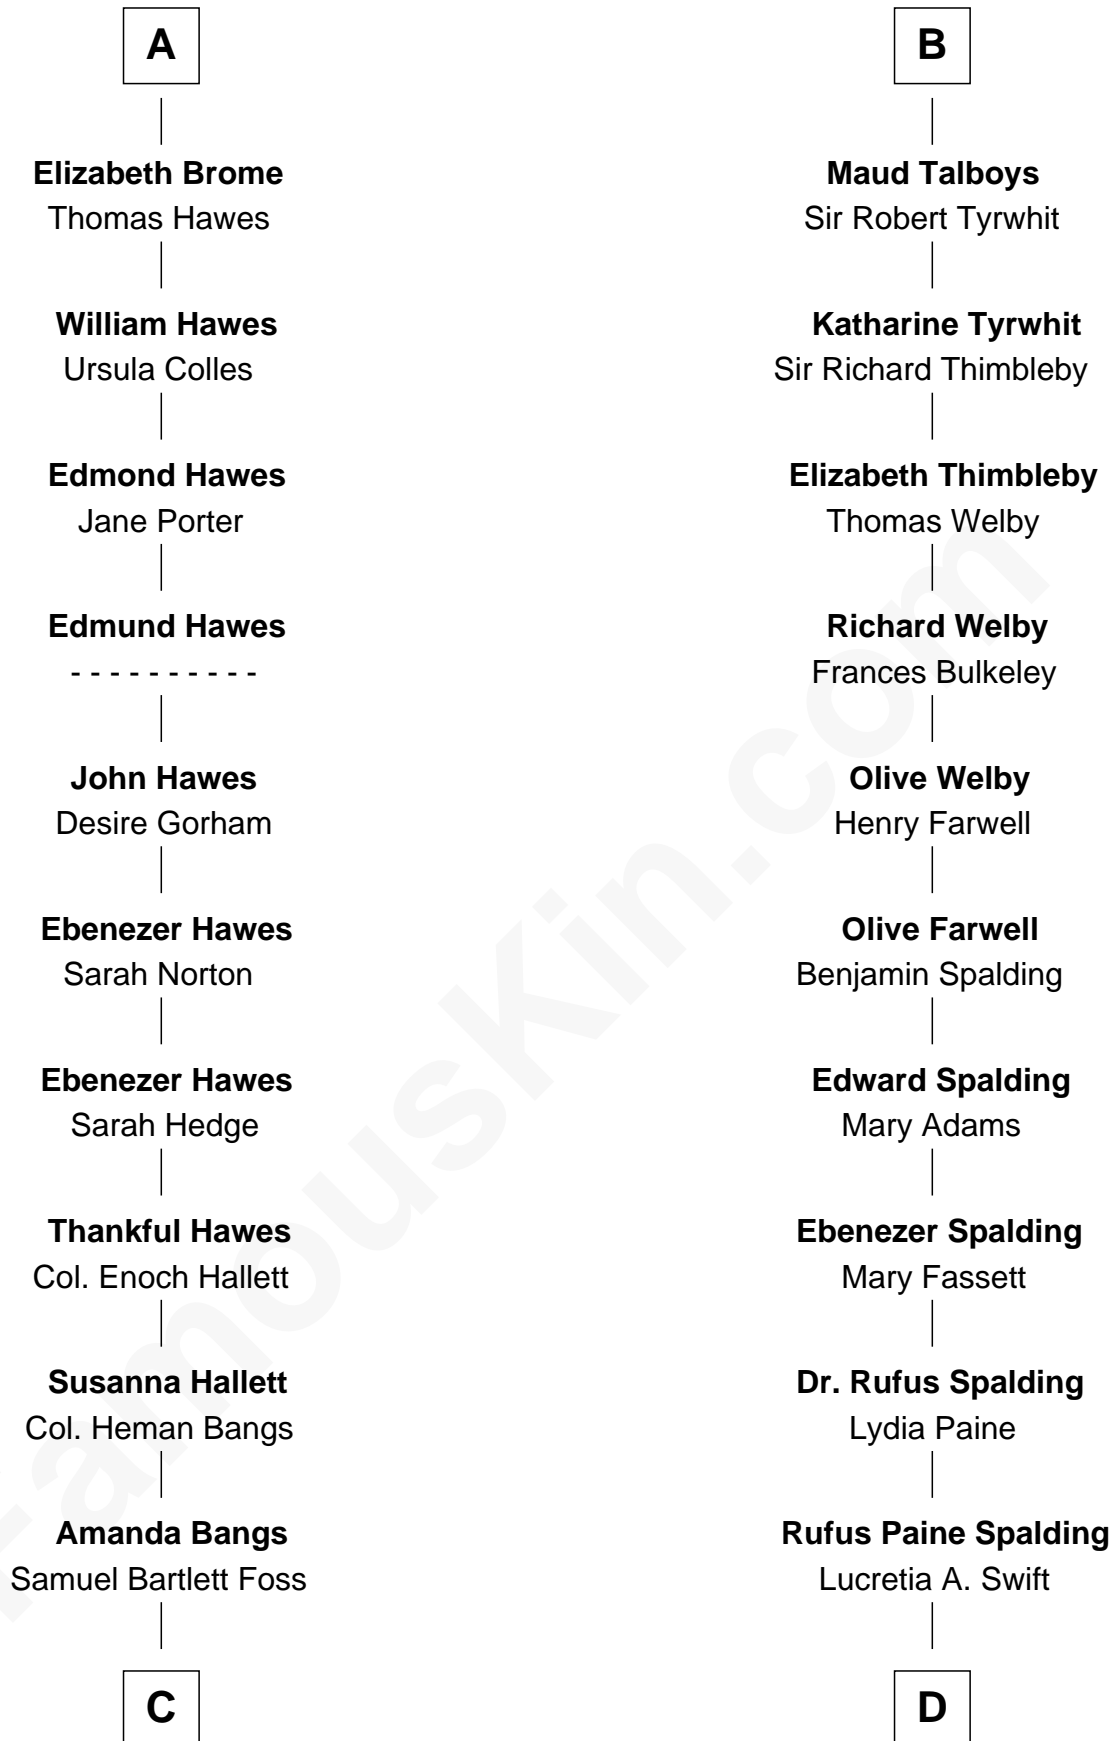 A
Elizabeth Brome
Thomas Hawes
William Hawes
Ursula Colles
Edmond Hawes
Jane Porter
Edmund Hawes
- - - - - - - - - -
John Hawes
Desire Gorham
Ebenezer Hawes
Sarah Norton
Ebenezer Hawes
Sarah Hedge
Thankful Hawes
Col. Enoch Hallett
Susanna Hallett
Col. Heman Bangs
Amanda Bangs
Samuel Bartlett Foss
C
B
Maud Talboys
Sir Robert Tyrwhit
Katharine Tyrwhit
Sir Richard Thimbleby
Elizabeth Thimbleby
Thomas Welby
Richard Welby
Frances Bulkeley
Olive Welby
Henry Farwell
Olive Farwell
Benjamin Spalding
Edward Spalding
Mary Adams
Ebenezer Spalding
Mary Fassett
Dr. Rufus Spalding
Lydia Paine
Rufus Paine Spalding
Lucretia A. Swift
D
FamousKin.com